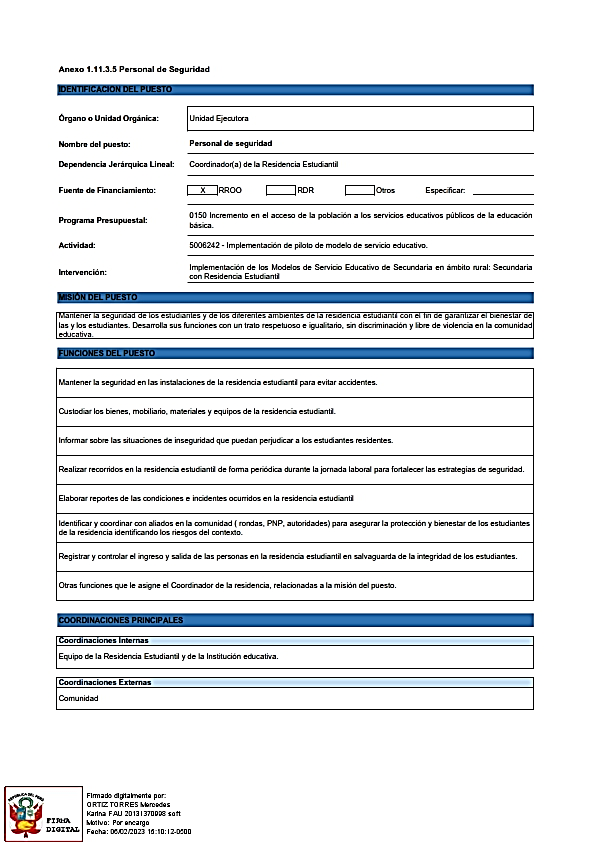 Anexo 1.11.3.5 Personal de Seguridad
IDENTIFICACIÓN DEL PUESTO
Órgano o Unidad Orgánica: Unidad Ejecutora
Nombre del puesto: Personal de seguridad
Dependencia Jerárquica Lineal: Coordinador(a) de la Residencia Estudiantil
Fuente de Financiamiento: X RROO RDR Otros Especificar:
Programa Presupuestal: 0150 Incremento en el acceso de la población a los servicios educativos públicos de la educación
básica.
Actividad: 5006242 - Implementación de piloto de modelo de servicio educativo.
Intervención: Implementación de los Modelos de Servicio Educativo de Secundaria en ámbito rural: Secundaria
con Residencia Estudiantil
MISIÓN DEL PUESTO
Mantener la seguridad de los estudiantes y de los diferentes ambientes de la residencia estudiantil con el fin de garantizar el bienestar de
las y los estudiantes. Desarrolla sus funciones con un trato respetuoso e igualitario, sin discriminación y libre de violencia en la comunidad
educativa.
FUNCIONES DEL PUESTO
Mantener la seguridad en las instalaciones de la residencia estudiantil para evitar accidentes.
Custodiar los bienes, mobiliario, materiales y equipos de la residencia estudiantil.
Informar sobre las situaciones de inseguridad que puedan perjudicar a los estudiantes residentes.
Realizar recorridos en la residencia estudiantil de forma periódica durante la jornada laboral para fortalecer las estrategias de seguridad.
Elaborar reportes de las condiciones e incidentes ocurridos en la residencia estudiantil
Identificar y coordinar con aliados en la comunidad ( rondas, PNP, autoridades) para asegurar la protección y bienestar de los estudiantes
de la residencia identificando los riesgos del contexto.
Registrar y controlar el ingreso y salida de las personas en la residencia estudiantil en salvaguarda de la integridad de los estudiantes.
Otras funciones que le asigne el Coordinador de la residencia, relacionadas a la misión del puesto.
COORDINACIONES PRINCIPALES
Coordinaciones Internas
Equipo de la Residencia Estudiantil y de la Institución educativa.
Coordinaciones Externas
Comunidad
REPUBLICA DEL PERU
FIRMA
DIGITAL
Firmado digitalmente por:
ORTIZ TORRES Mercedes
Karina FAU 20131370998 soft
Motivo: Por encargo
Fecha: 06/02/2023 16:10:12-0500